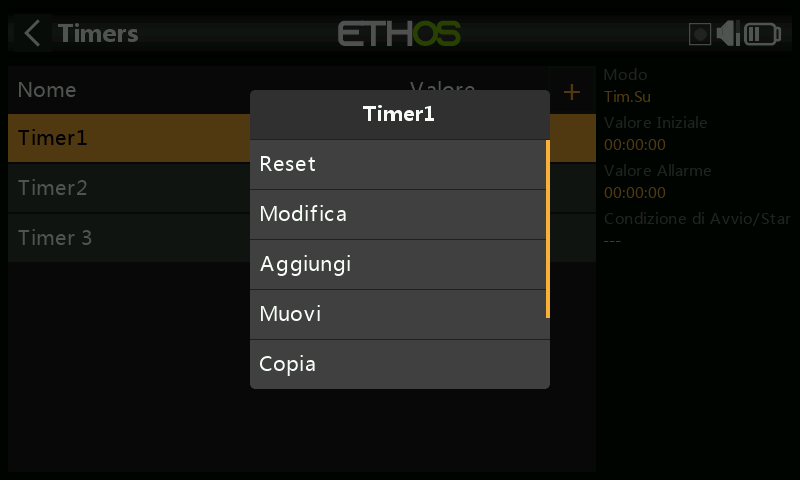 Timers
ETHOS
Nome
Valore
+
Timer1
Timer2
Timer 3
Timer1
Reset
Modifica
Aggiungi
Muovi
Copia
Modo
Tim.Su
Valore Iniziale
00:00:00
Valore Allarme
00:00:00
Condizione di Avvio/Star
---